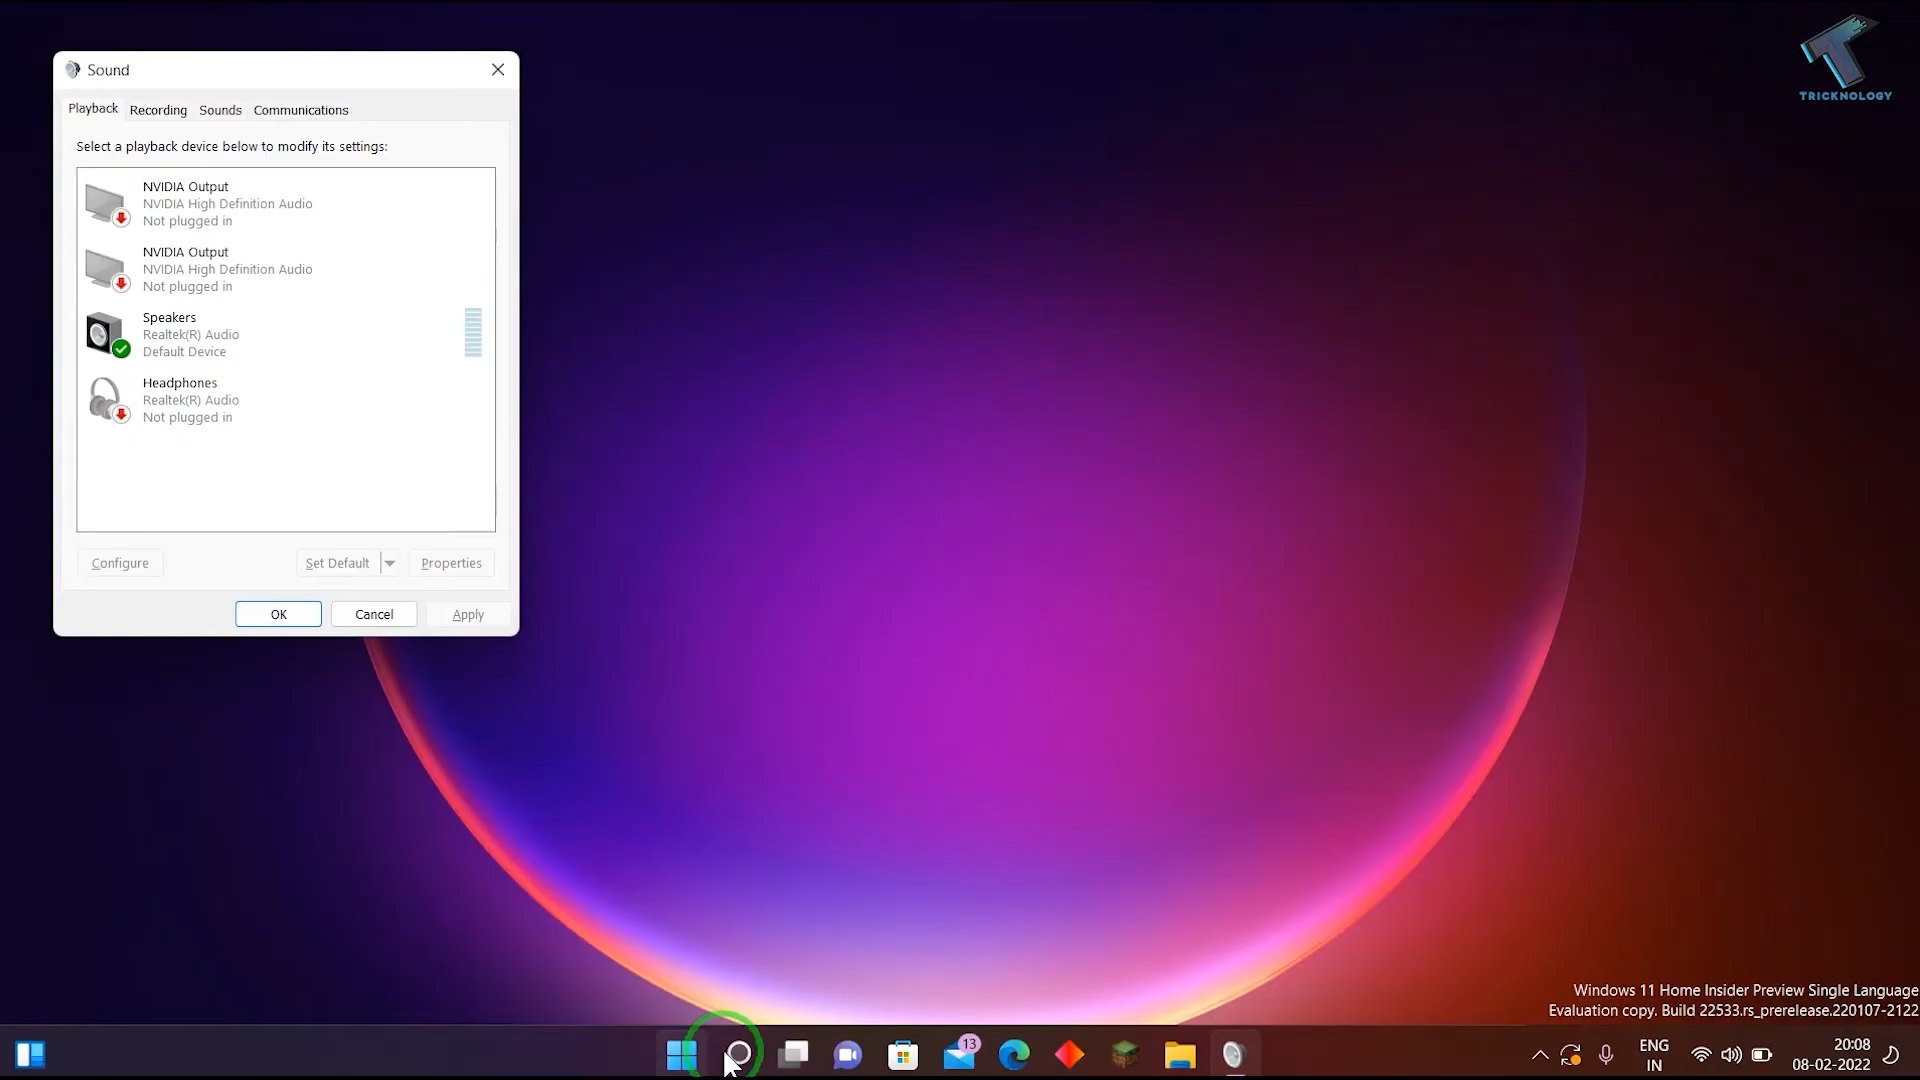 TRICKNOLOGY
Sound
Playback Recording Sounds Communications
Select a playback device below to modify its settings:
NVIDIA Output
NVIDIA High Definition Audio
Not plugged in
NVIDIA Output
NVIDIA High Definition Audio
Not plugged in
Speakers
Realtek(R) Audio
Default Device
Headphones
Realtek(R) Audio
Not plugged in
Configure Set Default Properties
OK Cancel Apply
Windows 11 Home Insider Preview Single Language
Evaluation copy. Build 22533.rs_prerelease.220107-2122
13
ENG
IN
20:08
08-02-2022